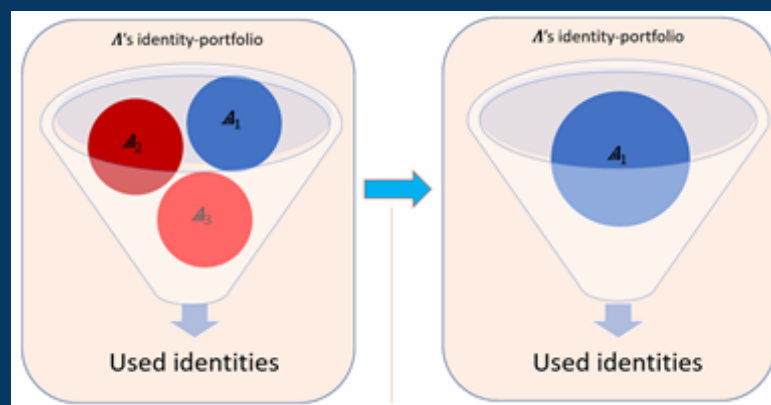 A's identity-portfolio
A₂
A₁
A₃
Used identities
A's identity-portfolio
A₁
Used identities